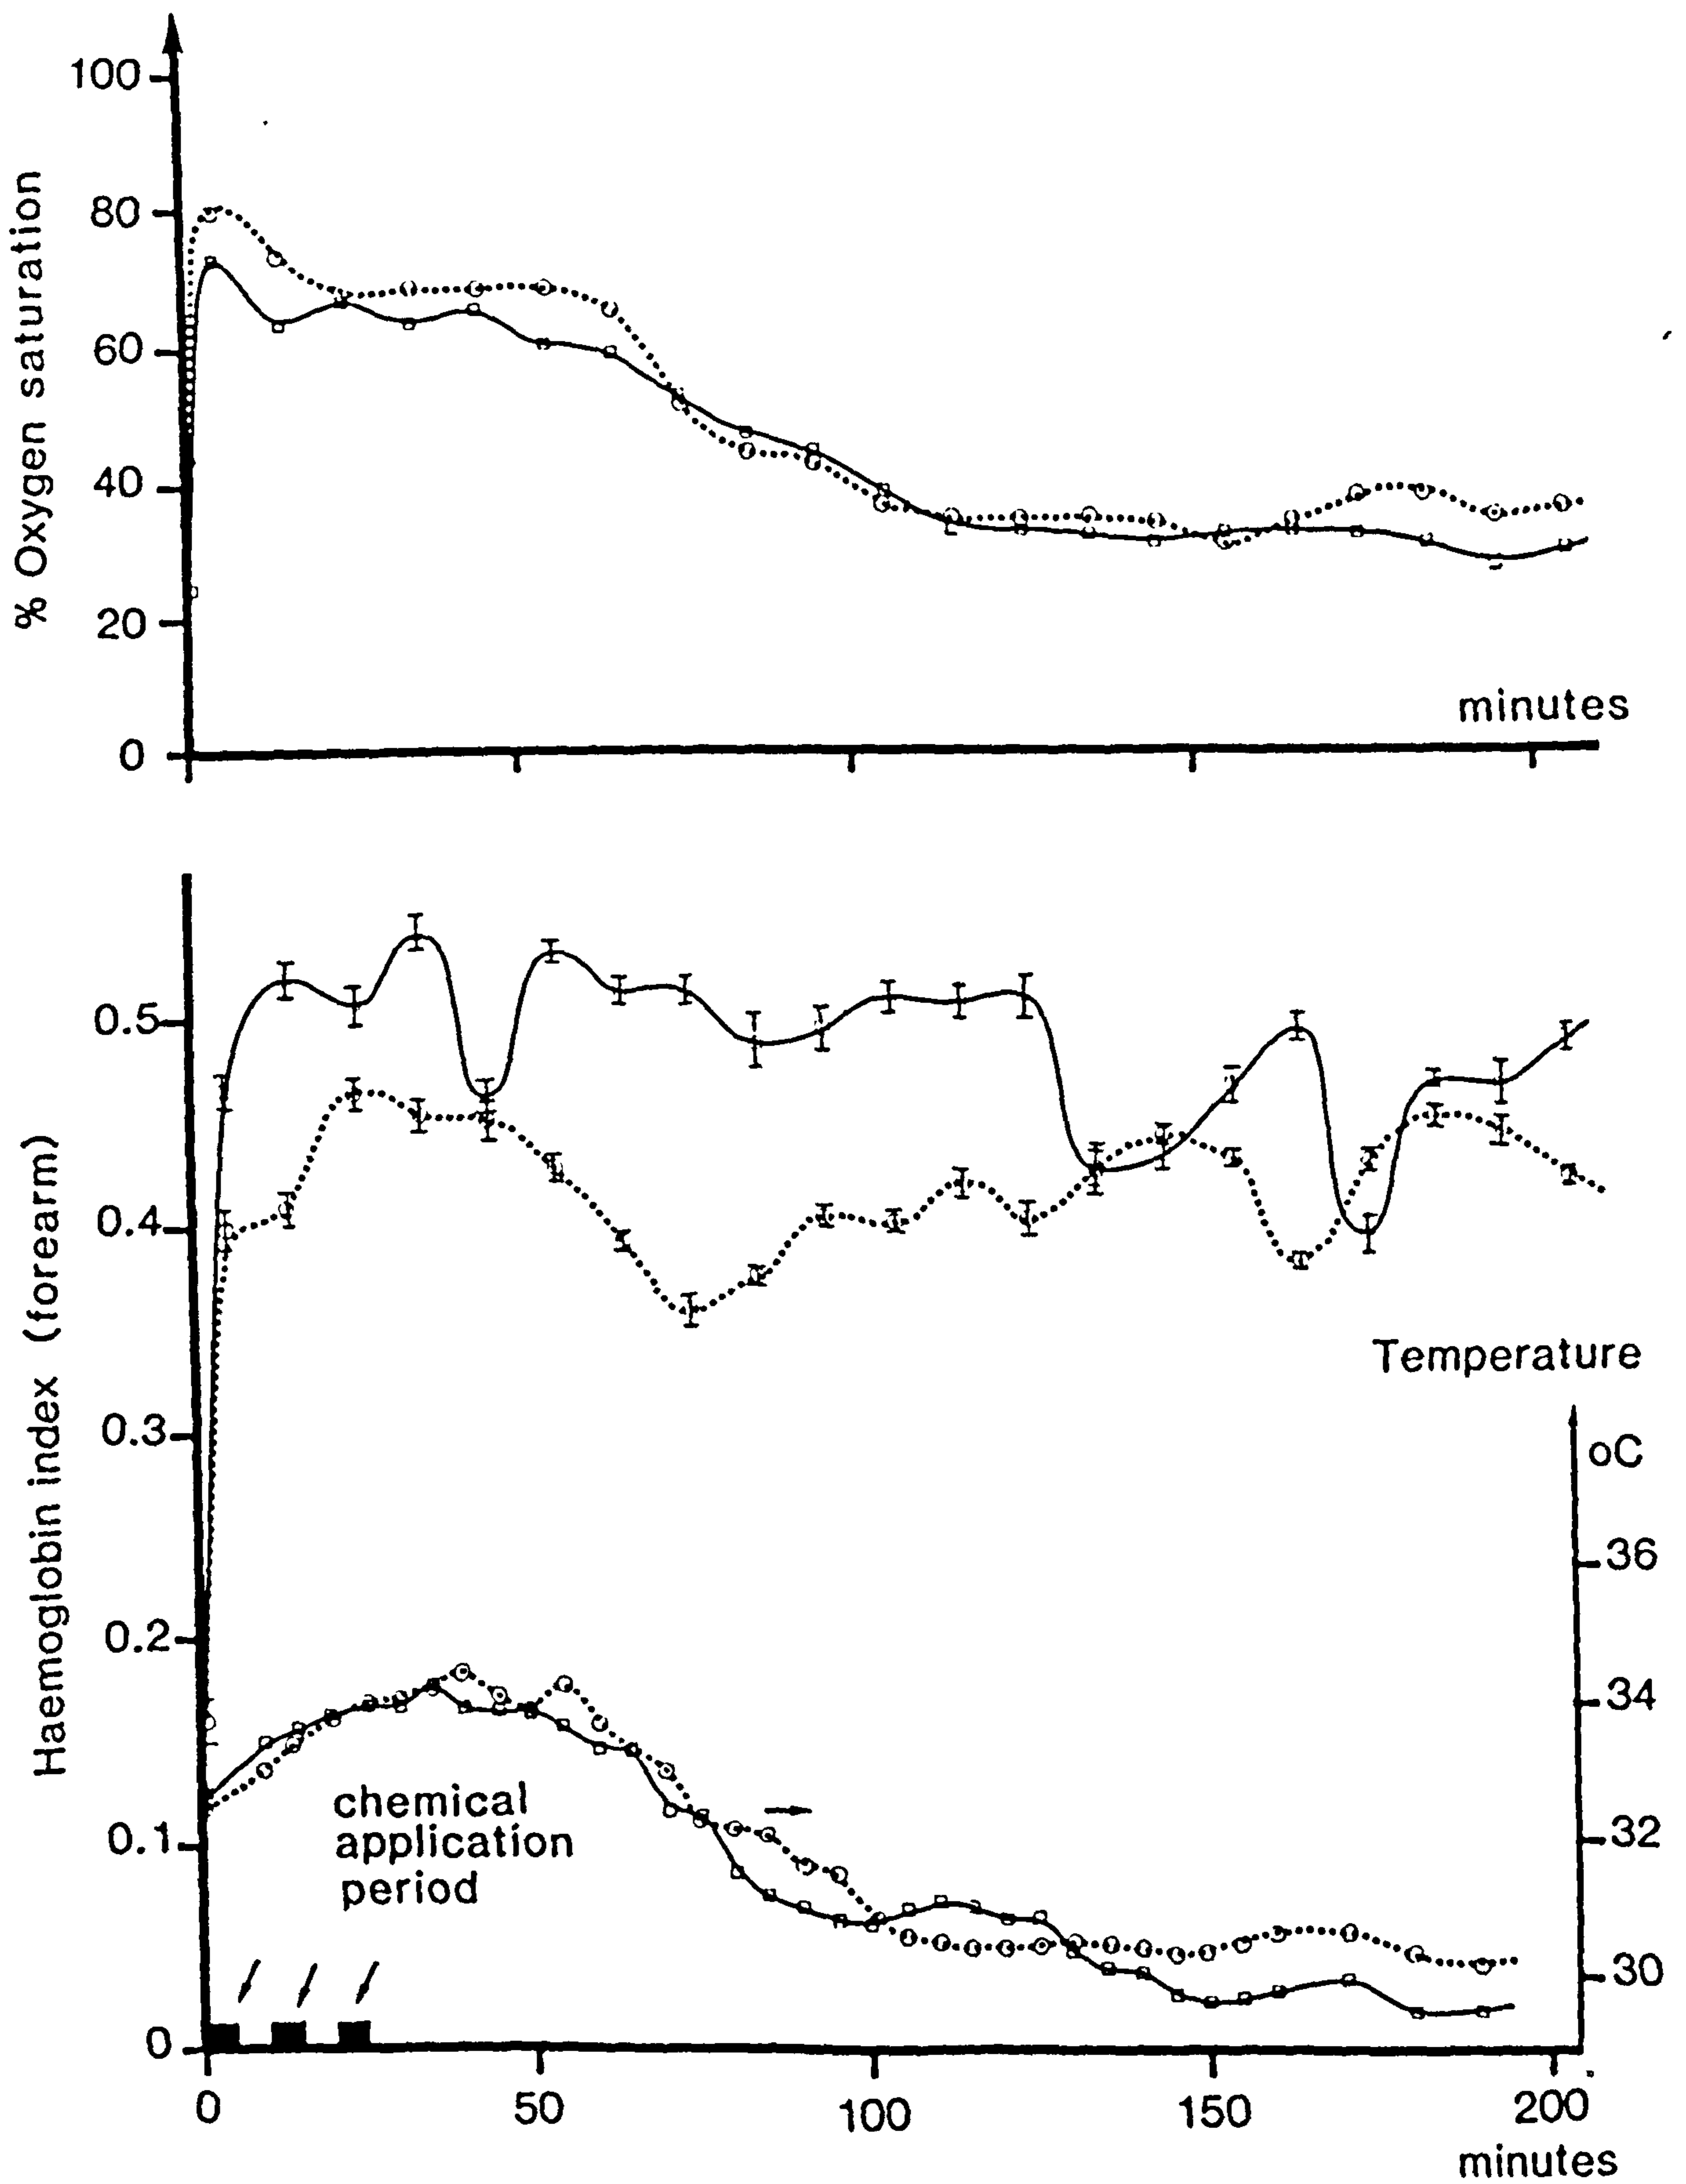 100
80
60
40
20
0
% Oxygen saturation
minutes
0.5
0.4
0.3
0.2
0.1
0
Haemoglobin index (forearm)
Temperature
oC
36
34
32
30
chemical
application
period
0
50
100
150
200
minutes